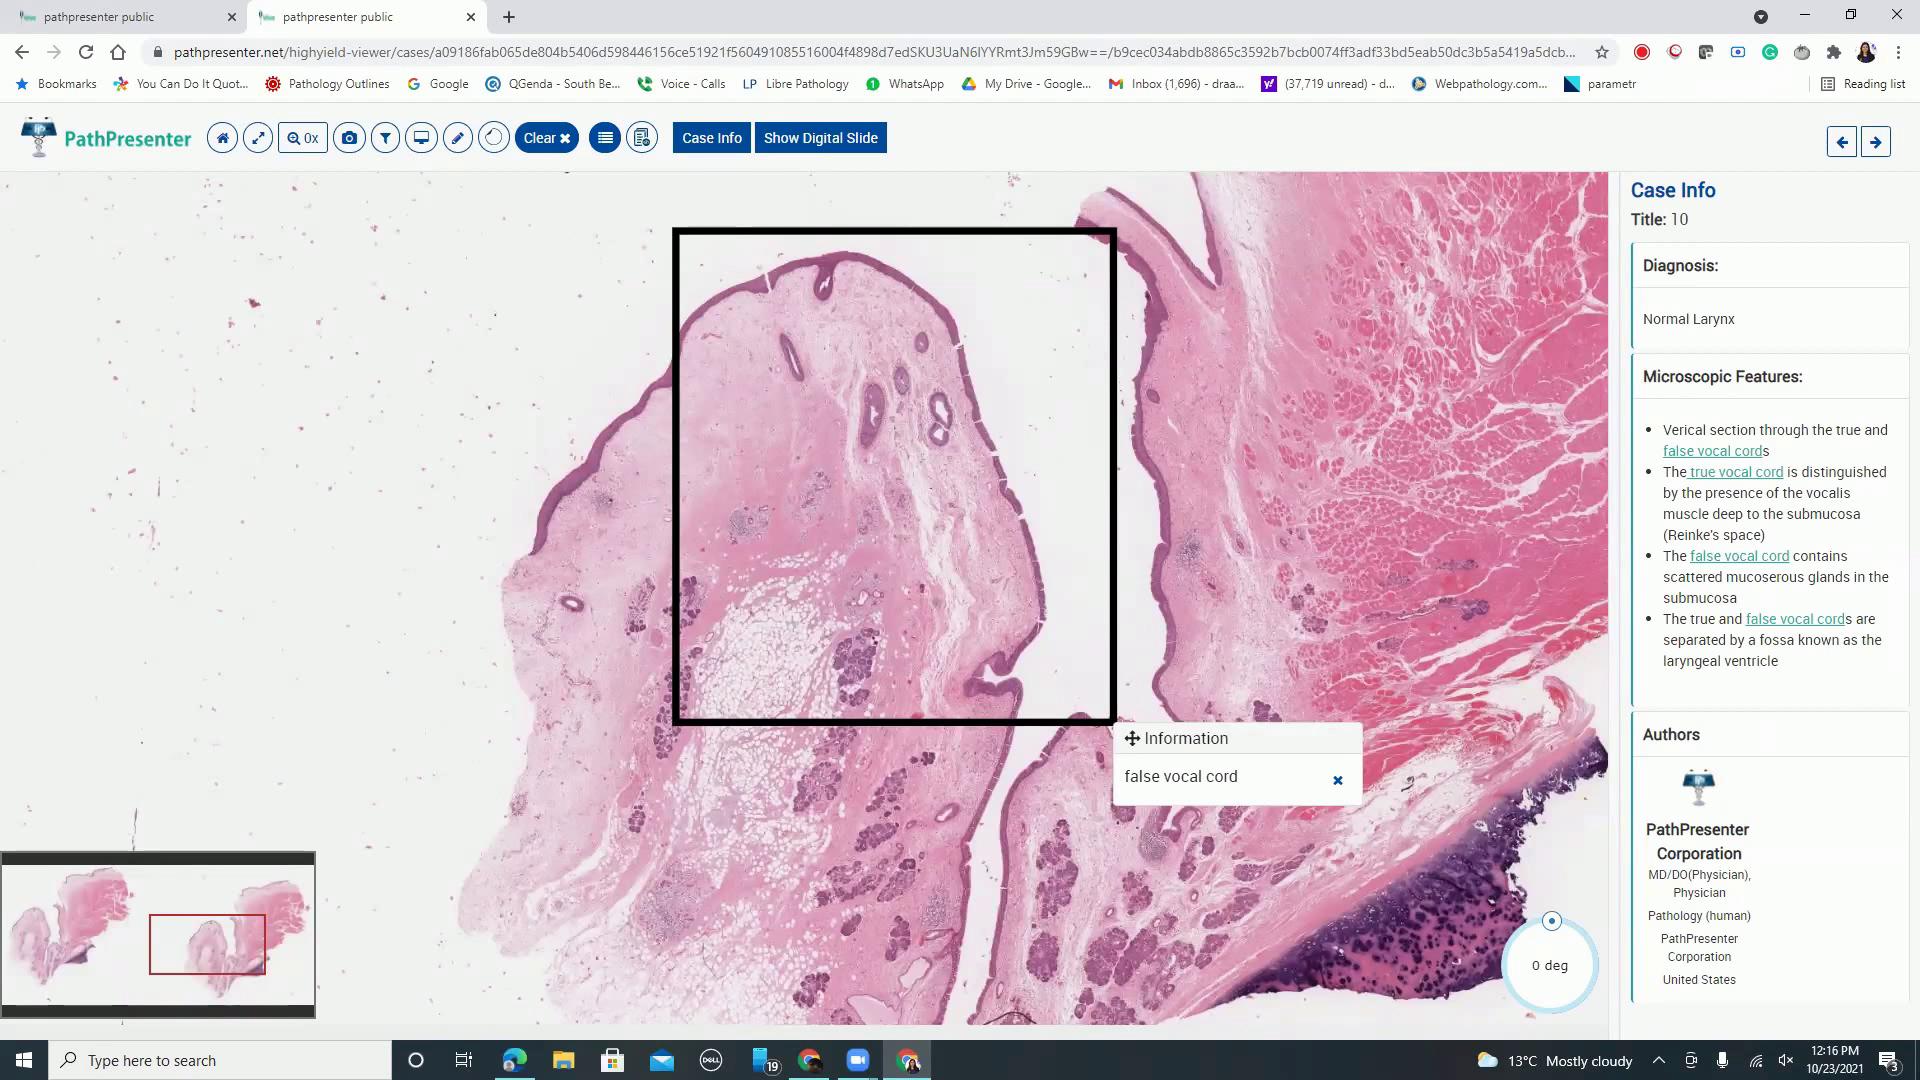 pathpresenter public
pathpresenter public
pathpresenter.net/highyield-viewer/cases/a09186fab065de804b5406d598446156ce51921f560491085516004f4898d7edSKU3UaN6lYYRmt3Jm59GBw==/b9cec034abdb8865c3592b7bcb0074ff3adf33bd5eab50dc3b5a5419a5dcb...
Bookmarks You Can Do It Quot... Pathology Outlines Google QGenda - South Be... Voice - Calls LP Libre Pathology WhatsApp My Drive - Google... Inbox (1,696) - draa... (37,719 unread) - d... Webpathology.com... parametr Reading list
PathPresenter 0x Clear Case Info Show Digital Slide
Case Info
Title: 10
Diagnosis:
Normal Larynx
Microscopic Features:
Verical section through the true and
false vocal cords
The true vocal cord is distinguished
by the presence of the vocalis
muscle deep to the submucosa
(Reinke's space)
The false vocal cord contains
scattered mucoserous glands in the
submucosa
The true and false vocal cords are
separated by a fossa known as the
laryngeal ventricle
Information
false vocal cord
Authors
PathPresenter
Corporation
MD/DO(Physician),
Physician
Pathology (human)
PathPresenter
Corporation
United States
0 deg
Type here to search
DELL
19
13°C Mostly cloudy
12:16 PM
10/23/2021
3